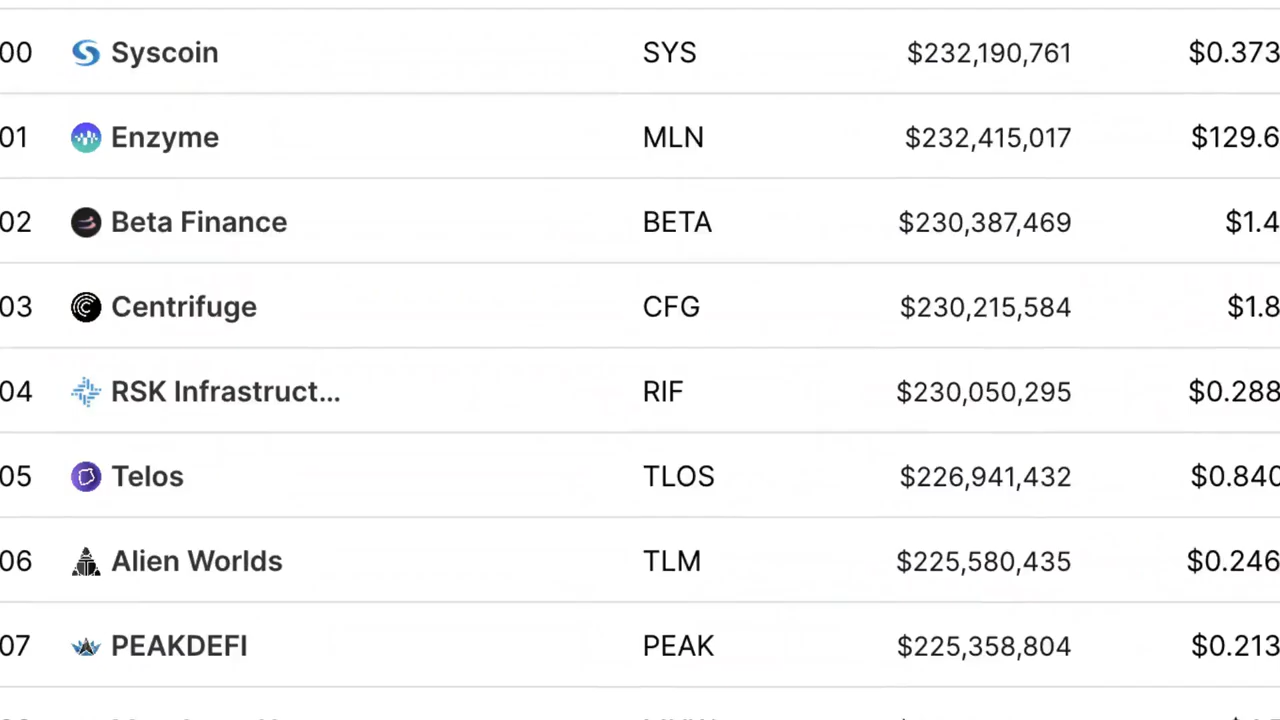 00 Syscoin SYS $232,190,761 $0.373
01 Enzyme MLN $232,415,017 $129.6
02 Beta Finance BETA $230,387,469 $1.4
03 Centrifuge CFG $230,215,584 $1.8
04 RSK Infrastruct... RIF $230,050,295 $0.288
05 Telos TLOS $226,941,432 $0.840
06 Alien Worlds TLM $225,580,435 $0.246
07 PEAKDEFI PEAK $225,358,804 $0.213